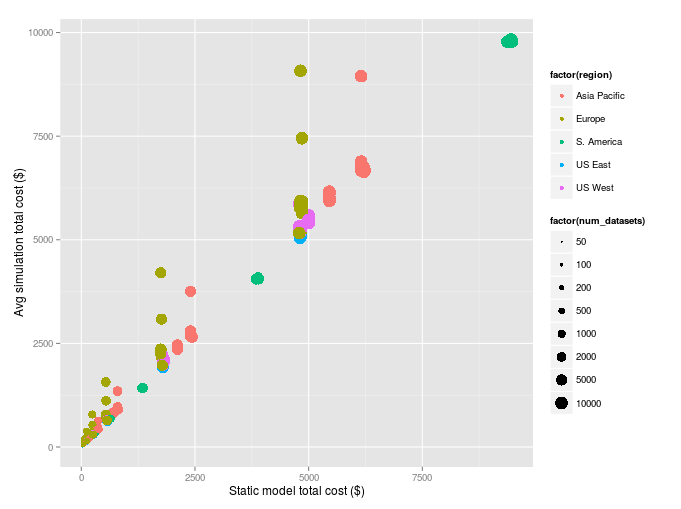 10000
7500
5000
2500
0
Avg simulation total cost ($)
0 2500 5000 7500
Static model total cost ($)
factor(region)
Asia Pacific
Europe
S. America
US East
US West
factor(num_datasets)
50
100
200
500
1000
2000
5000
10000